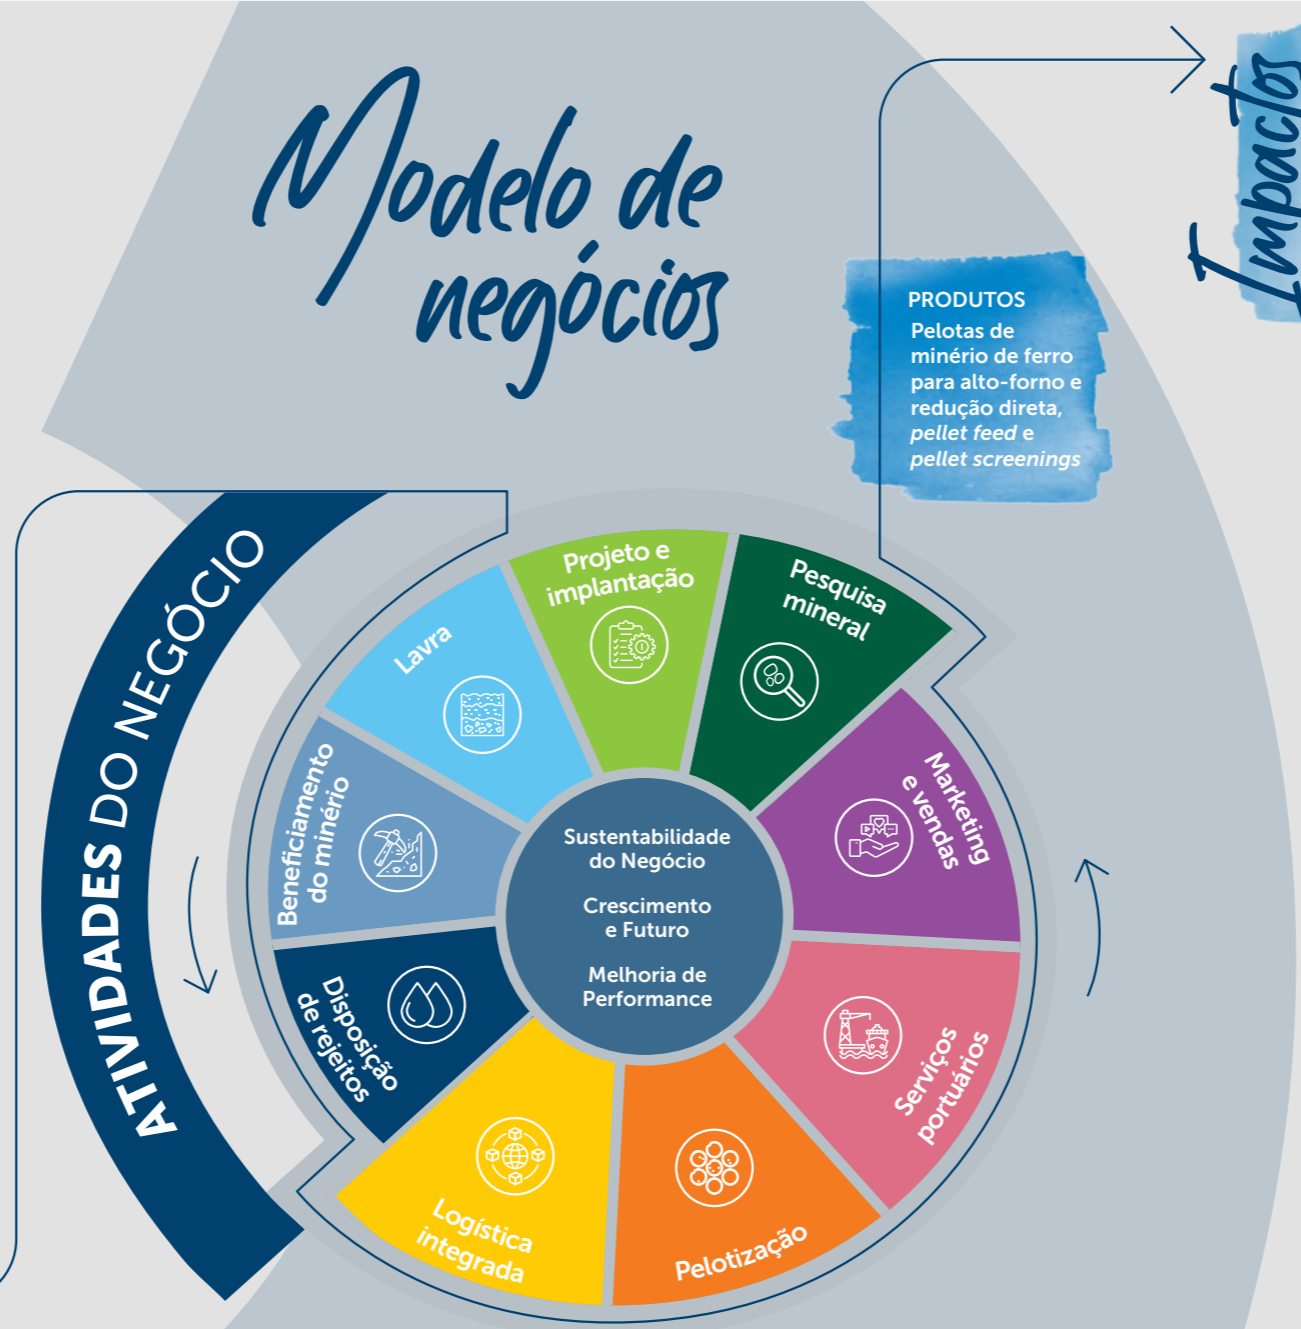 Modelo de
negócios
Impactos
PRODUTOS
Pelotas de
minério de ferro
para alto-forno e
redução direta,
pellet feed e
pellet screenings
ATIVIDADES DO NEGÓCIO
Projeto e
implantação
Pesquisa
mineral
Marketing
e vendas
Serviços
portuários
Pelotização
Logística
integrada
Disposição
de rejeitos
Beneficiamento
do minério
Lavra
Sustentabilidade
do Negócio
Crescimento
e Futuro
Melhoria de
Performance